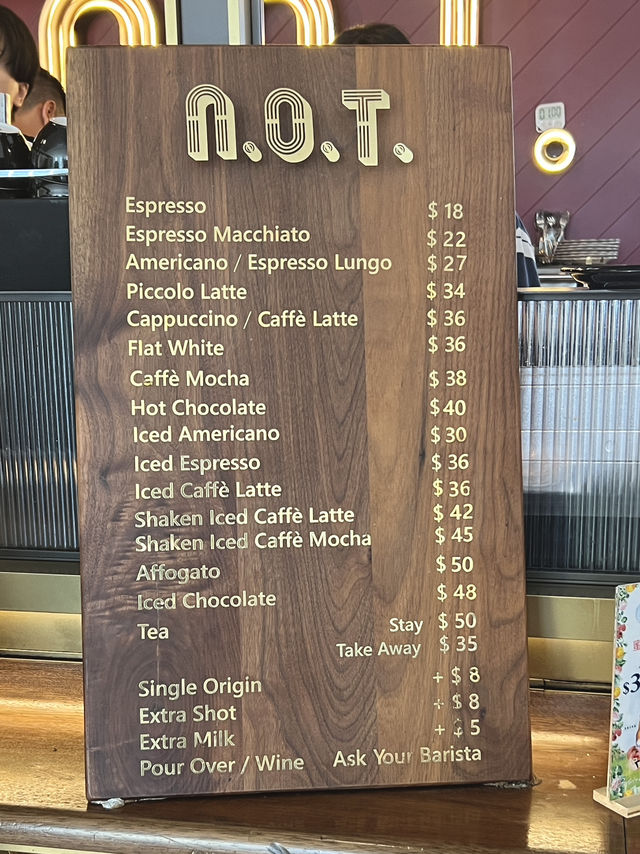 N.O.T.
Espresso $ 18
Espresso Macchiato $ 22
Americano / Espresso Lungo $ 27
Piccolo Latte $ 34
Cappuccino / Caffè Latte $ 36
Flat White $ 36
Caffè Mocha $ 38
Hot Chocolate $40
Iced Americano $ 30
Iced Espresso $ 36
Iced Caffè Latte $ 36
Shaken Iced Caffè Latte $ 42
Shaken Iced Caffè Mocha $ 45
Affogato $ 50
Iced Chocolate $ 48
Tea Stay $ 50
Take Away $ 35
Single Origin + $ 8
Extra Shot + $ 8
Extra Milk + $ 5
Pour Over / Wine Ask Your Barista